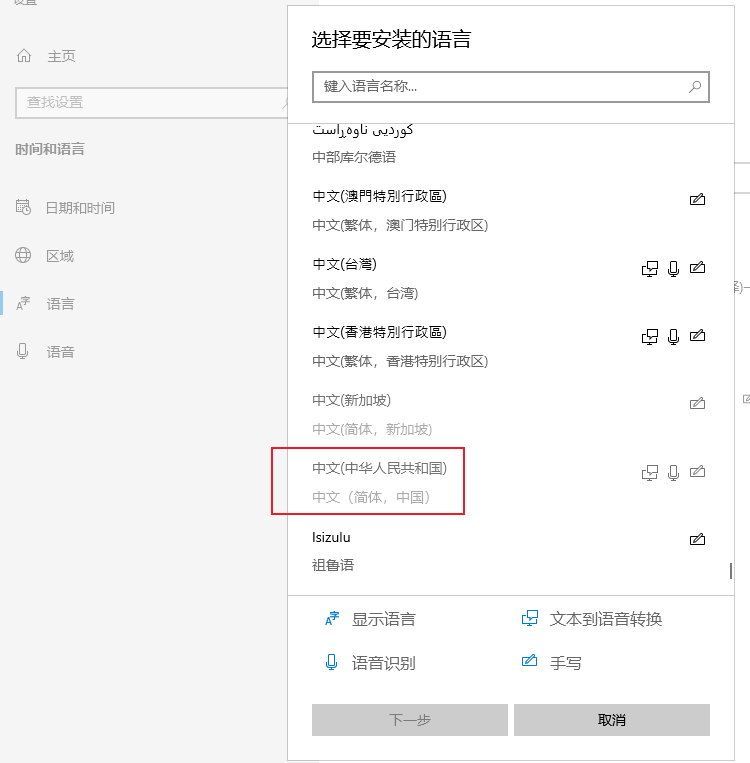 设置
主页
查找设置
时间和语言
日期和时间
区域
语言
语音
选择要安装的语言
键入语言名称...
کوردیی ناوەڕاست
中部库尔德语
中文(澳門特別行政區)
中文(繁体，澳门特别行政区)
中文(台灣)
中文(繁体，台湾)
中文(香港特別行政區)
中文(繁体，香港特别行政区)
中文(新加坡)
中文(简体，新加坡)
中文(中华人民共和国)
中文（简体，中国）
Isizulu
祖鲁语
显示语言
文本到语音转换
语音识别
手写
下一步
取消